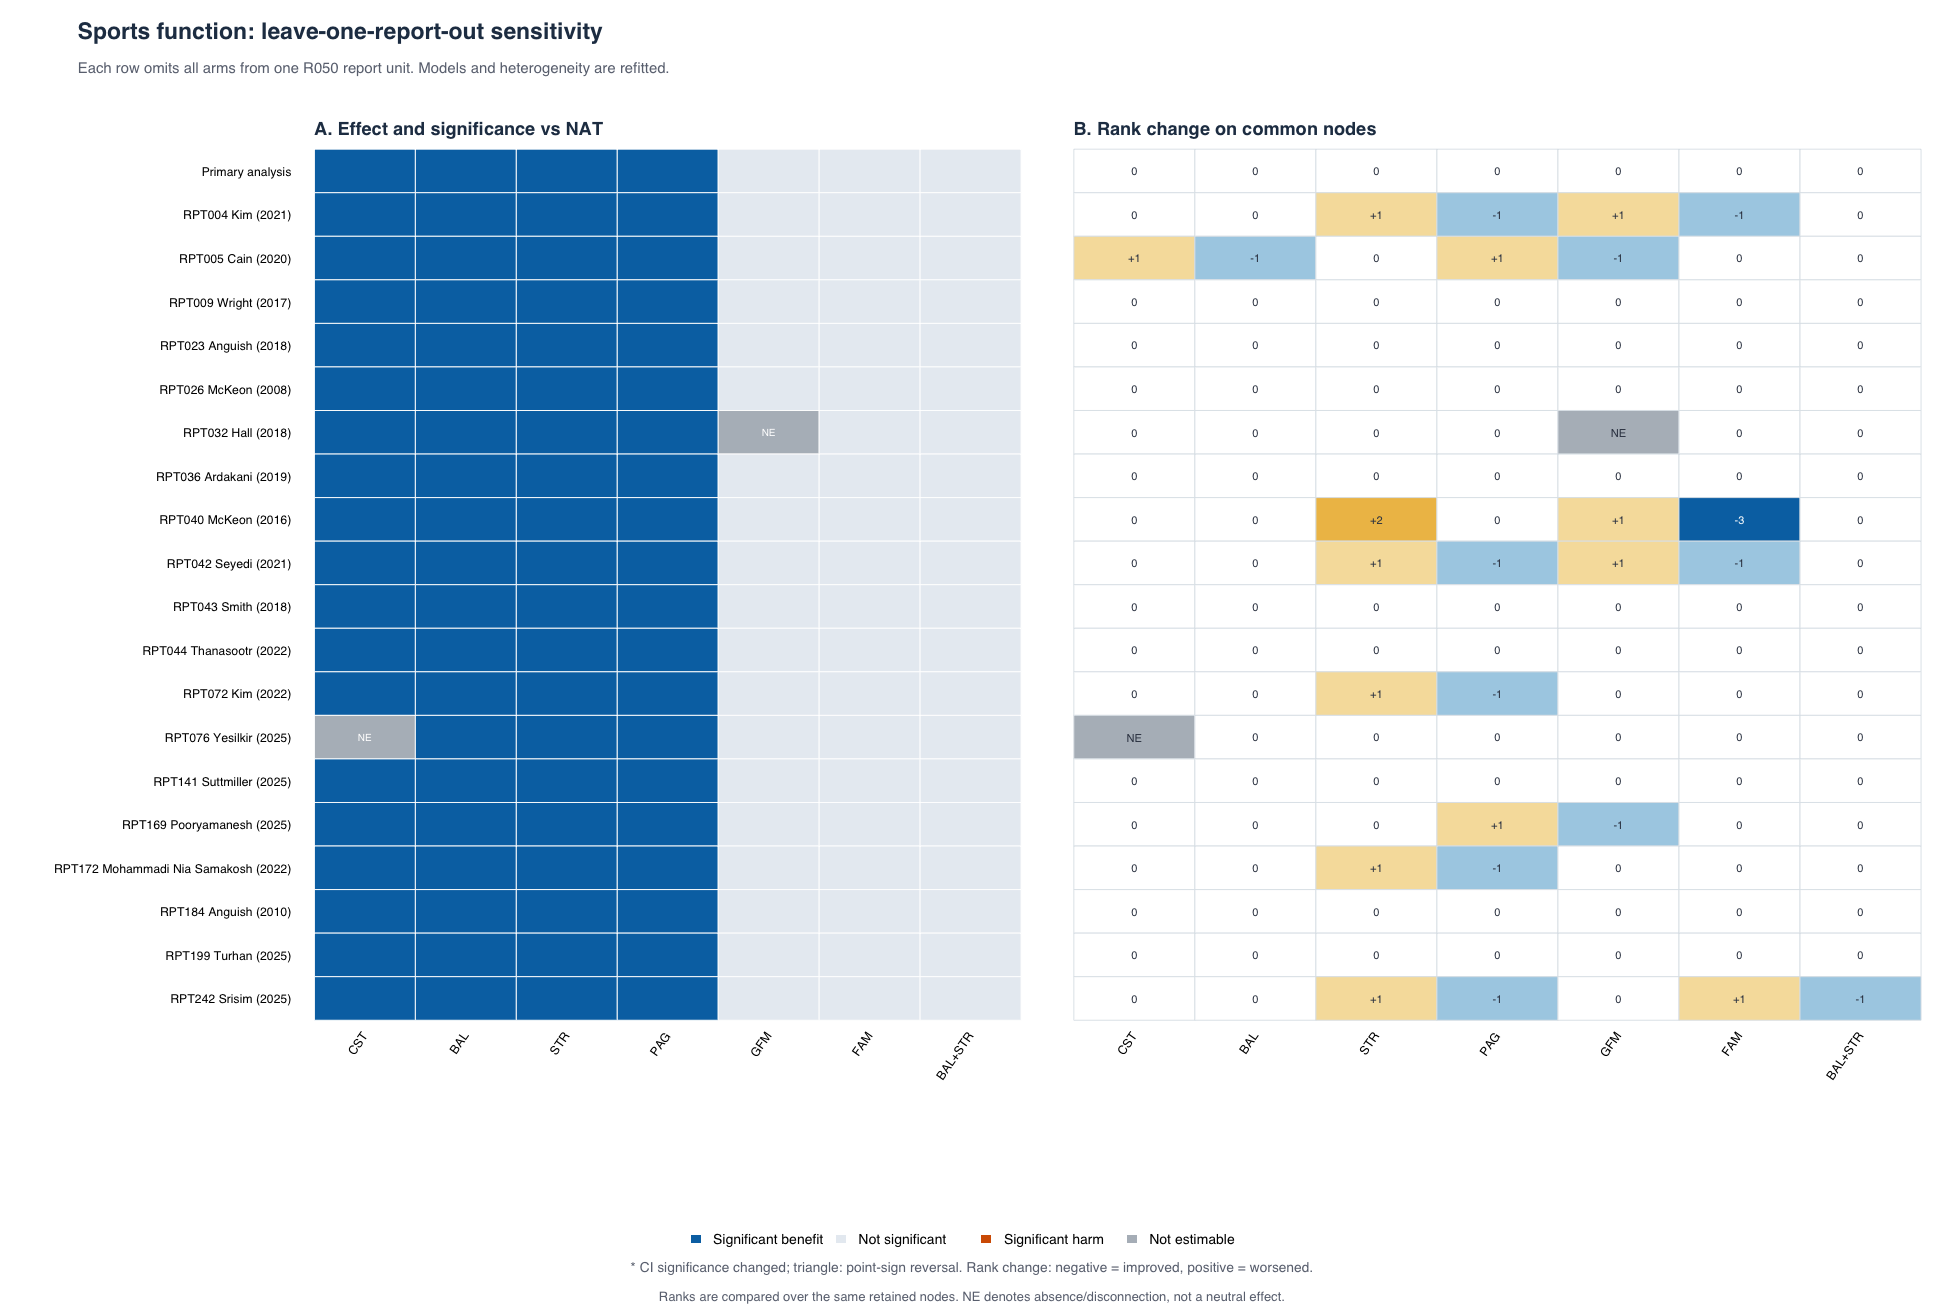 Sports function: leave-one-report-out sensitivity
Each row omits all arms from one R050 report unit. Models and heterogeneity are refitted.
A. Effect and significance vs NAT
B. Rank change on common nodes
Primary analysis 0 0 0 0 0 0 0
RPT004 Kim (2021) 0 0 +1 -1 +1 -1 0
RPT005 Cain (2020) +1 -1 0 +1 -1 0 0
RPT009 Wright (2017) 0 0 0 0 0 0 0
RPT023 Anguish (2018) 0 0 0 0 0 0 0
RPT026 McKeon (2008) 0 0 0 0 0 0 0
RPT032 Hall (2018) NE 0 0 0 0 NE 0 0
RPT036 Ardakani (2019) 0 0 0 0 0 0 0
RPT040 McKeon (2016) 0 0 +2 0 +1 -3 0
RPT042 Seyedi (2021) 0 0 +1 -1 +1 -1 0
RPT043 Smith (2018) 0 0 0 0 0 0 0
RPT044 Thanasootr (2022) 0 0 0 0 0 0 0
RPT072 Kim (2022) 0 0 +1 -1 0 0 0
RPT076 Yesilkir (2025) NE NE 0 0 0 0 0 0
RPT141 Suttmiller (2025) 0 0 0 0 0 0 0
RPT169 Pooryamanesh (2025) 0 0 0 +1 -1 0 0
RPT172 Mohammadi Nia Samakosh (2022) 0 0 +1 -1 0 0 0
RPT184 Anguish (2010) 0 0 0 0 0 0 0
RPT199 Turhan (2025) 0 0 0 0 0 0 0
RPT242 Srisim (2025) 0 0 +1 -1 0 +1 -1
CST BAL STR PAG GFM FAM BAL+STR CST BAL STR PAG GFM FAM BAL+STR
Significant benefit Not significant Significant harm Not estimable
* CI significance changed; triangle: point-sign reversal. Rank change: negative = improved, positive = worsened.
Ranks are compared over the same retained nodes. NE denotes absence/disconnection, not a neutral effect.